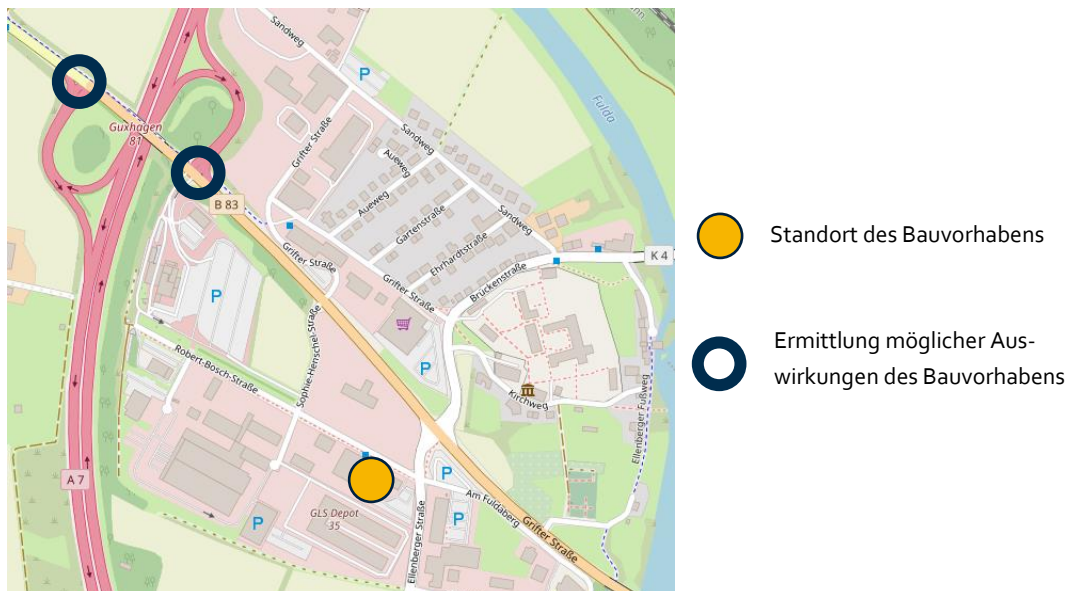 Sandweg
P
Fulda
Guxhagen
81
Grifter Straße
Sandweg
Aueweg
B 83
Aueweg
Gartenstraße
Sandweg
Ehrhardtstraße
K 4
Grifter Straße
Grifter Straße
Brückenstraße
P
Sophie-Henschel-Straße
Robert-Bosch-Straße
P
Kirchweg
Ellenberger Fußweg
A 7
P
GLS Depot
35
P
P
Am Fuldaberg
Grifter Straße
Ellenberger Straße
Standort des Bauvorhabens
Ermittlung möglicher Aus-
wirkungen des Bauvorhabens